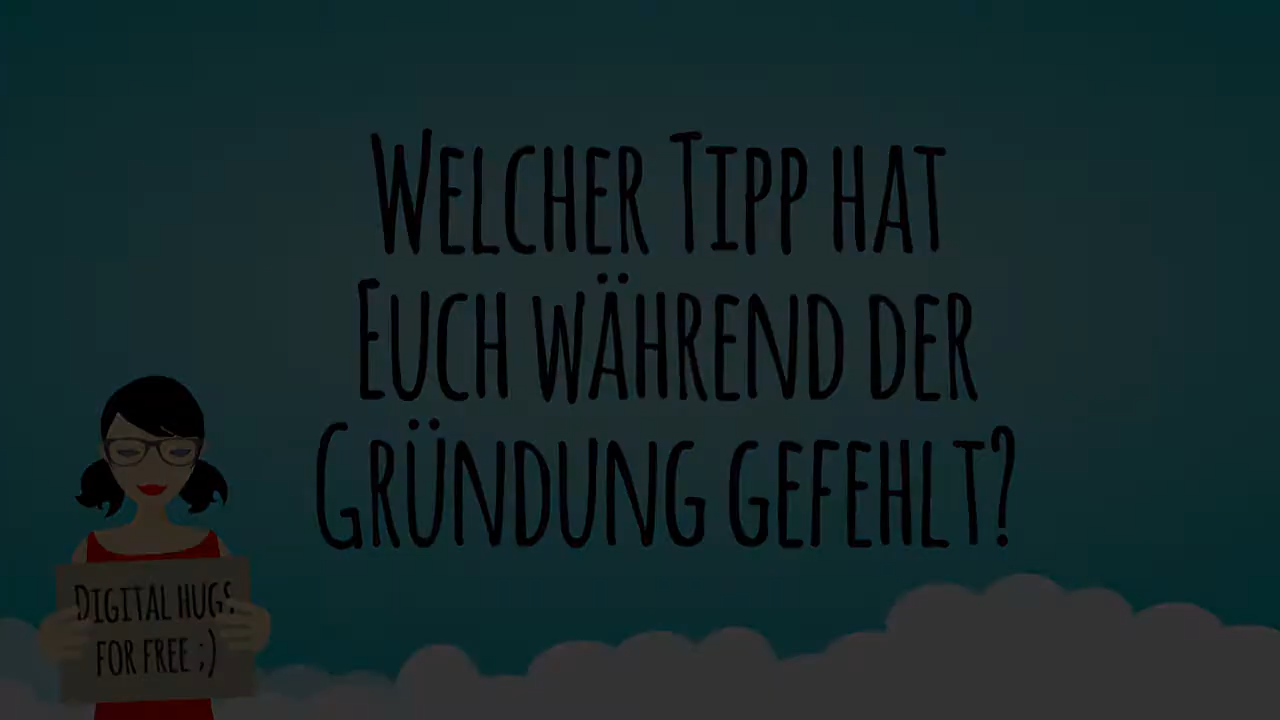 Welcher Tipp hat
Euch während der
Gründung gefehlt?
Digital hugs
for free ;)